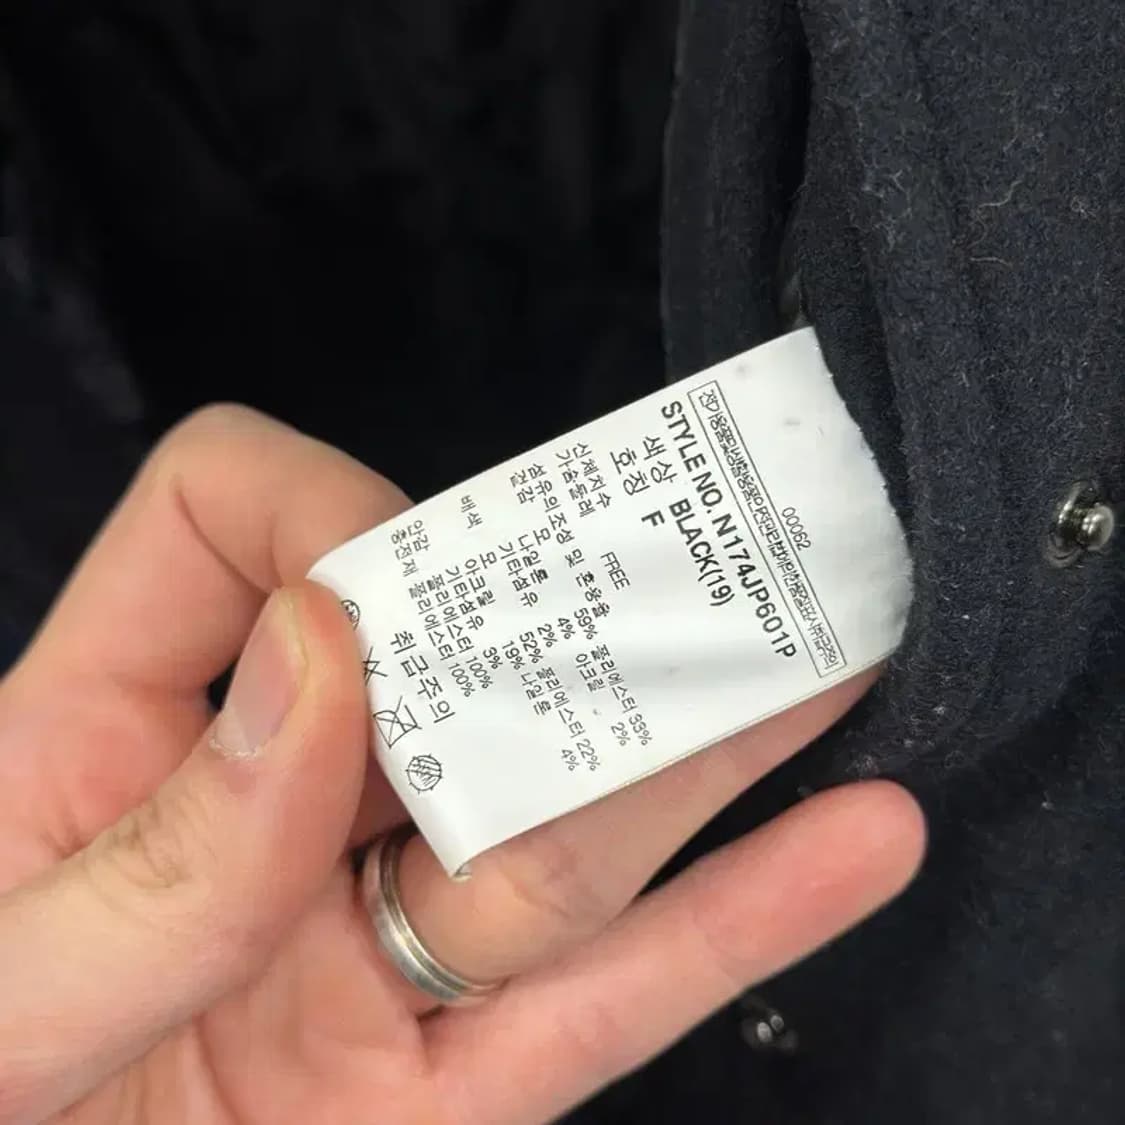 00062
STYLE NO. N174JP601P
색상 BLACK(19)
호칭 F
신체치수
가슴둘레 FREE
섬유의 조성 및 혼용율
겉감 모 59% 폴리에스터 33%
나일론 4% 아크릴 2%
기타섬유 2%
배색 모 52% 폴리에스터 22%
아크릴 19% 나일론 4%
기타섬유 3%
안감 폴리에스터 100%
충전재 폴리에스터 100%
취급주의